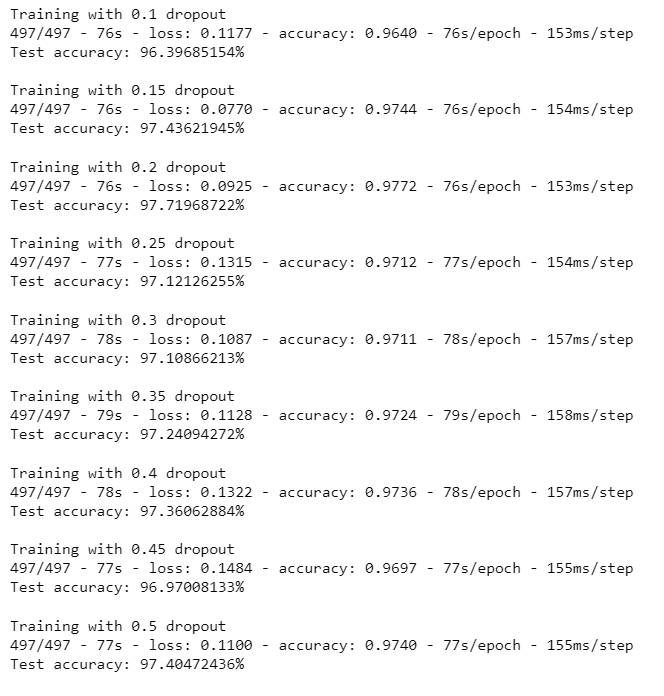 Training with 0.1 dropout
497/497 - 76s - loss: 0.1177 - accuracy: 0.9640 - 76s/epoch - 153ms/step
Test accuracy: 96.39685154%
Training with 0.15 dropout
497/497 - 76s - loss: 0.0770 - accuracy: 0.9744 - 76s/epoch - 154ms/step
Test accuracy: 97.43621945%
Training with 0.2 dropout
497/497 - 76s - loss: 0.0925 - accuracy: 0.9772 - 76s/epoch - 153ms/step
Test accuracy: 97.71968722%
Training with 0.25 dropout
497/497 - 77s - loss: 0.1315 - accuracy: 0.9712 - 77s/epoch - 154ms/step
Test accuracy: 97.12126255%
Training with 0.3 dropout
497/497 - 78s - loss: 0.1087 - accuracy: 0.9711 - 78s/epoch - 157ms/step
Test accuracy: 97.10866213%
Training with 0.35 dropout
497/497 - 79s - loss: 0.1128 - accuracy: 0.9724 - 79s/epoch - 158ms/step
Test accuracy: 97.24094272%
Training with 0.4 dropout
497/497 - 78s - loss: 0.1322 - accuracy: 0.9736 - 78s/epoch - 157ms/step
Test accuracy: 97.36062884%
Training with 0.45 dropout
497/497 - 77s - loss: 0.1484 - accuracy: 0.9697 - 77s/epoch - 155ms/step
Test accuracy: 96.97008133%
Training with 0.5 dropout
497/497 - 77s - loss: 0.1100 - accuracy: 0.9740 - 77s/epoch - 155ms/step
Test accuracy: 97.40472436%